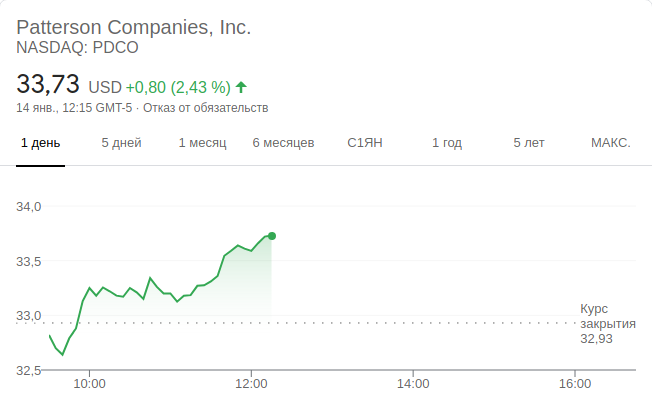 Patterson Companies, Inc.
NASDAQ: PDCO
33,73 USD +0,80 (2,43 %)
14 янв., 12:15 GMT-5 · Отказ от обязательств
1 день 5 дней 1 месяц 6 месяцев С1ЯН 1 год 5 лет МАКС.
34,0
33,5
33,0
32,5
Курс
закрытия
32,93
10:00 12:00 14:00 16:00